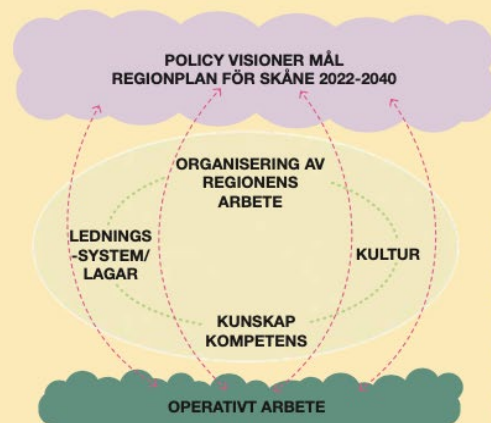 POLICY VISIONER MÅL
REGIONPLAN FÖR SKÅNE 2022-2040
ORGANISERING AV
REGIONENS
ARBETE
LEDNINGS
-SYSTEM/
LAGAR
KULTUR
KUNSKAP
KOMPETENS
OPERATIVT ARBETE